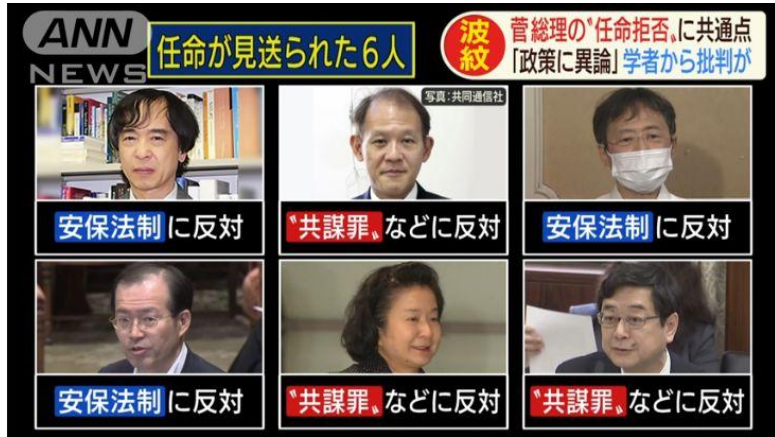 ANN
NEWS
任命が見送られた6人
波紋
菅総理の〝任命拒否〟に共通点
「政策に異論」学者から批判が
写真：共同通信社
安保法制に反対
〝共謀罪〟などに反対
安保法制に反対
安保法制に反対
〝共謀罪〟などに反対
〝共謀罪〟などに反対